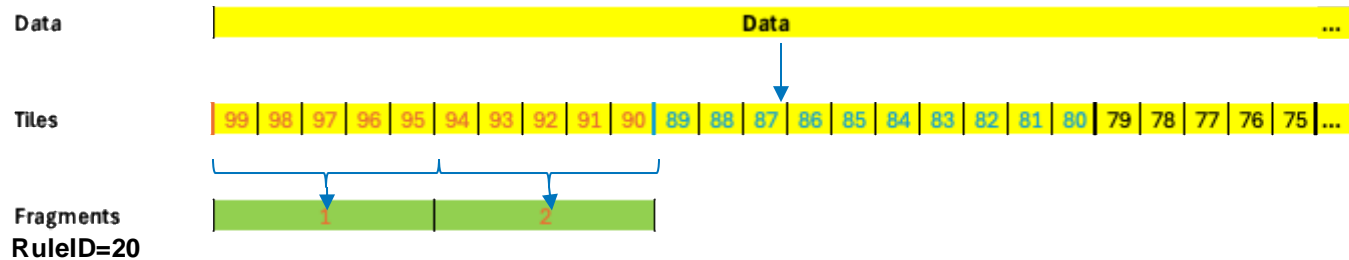 Data Data ...
Tiles 99 98 97 96 95 94 93 92 91 90 89 88 87 86 85 84 83 82 81 80 79 78 77 76 75 ...
Fragments 1 2
RuleID=20